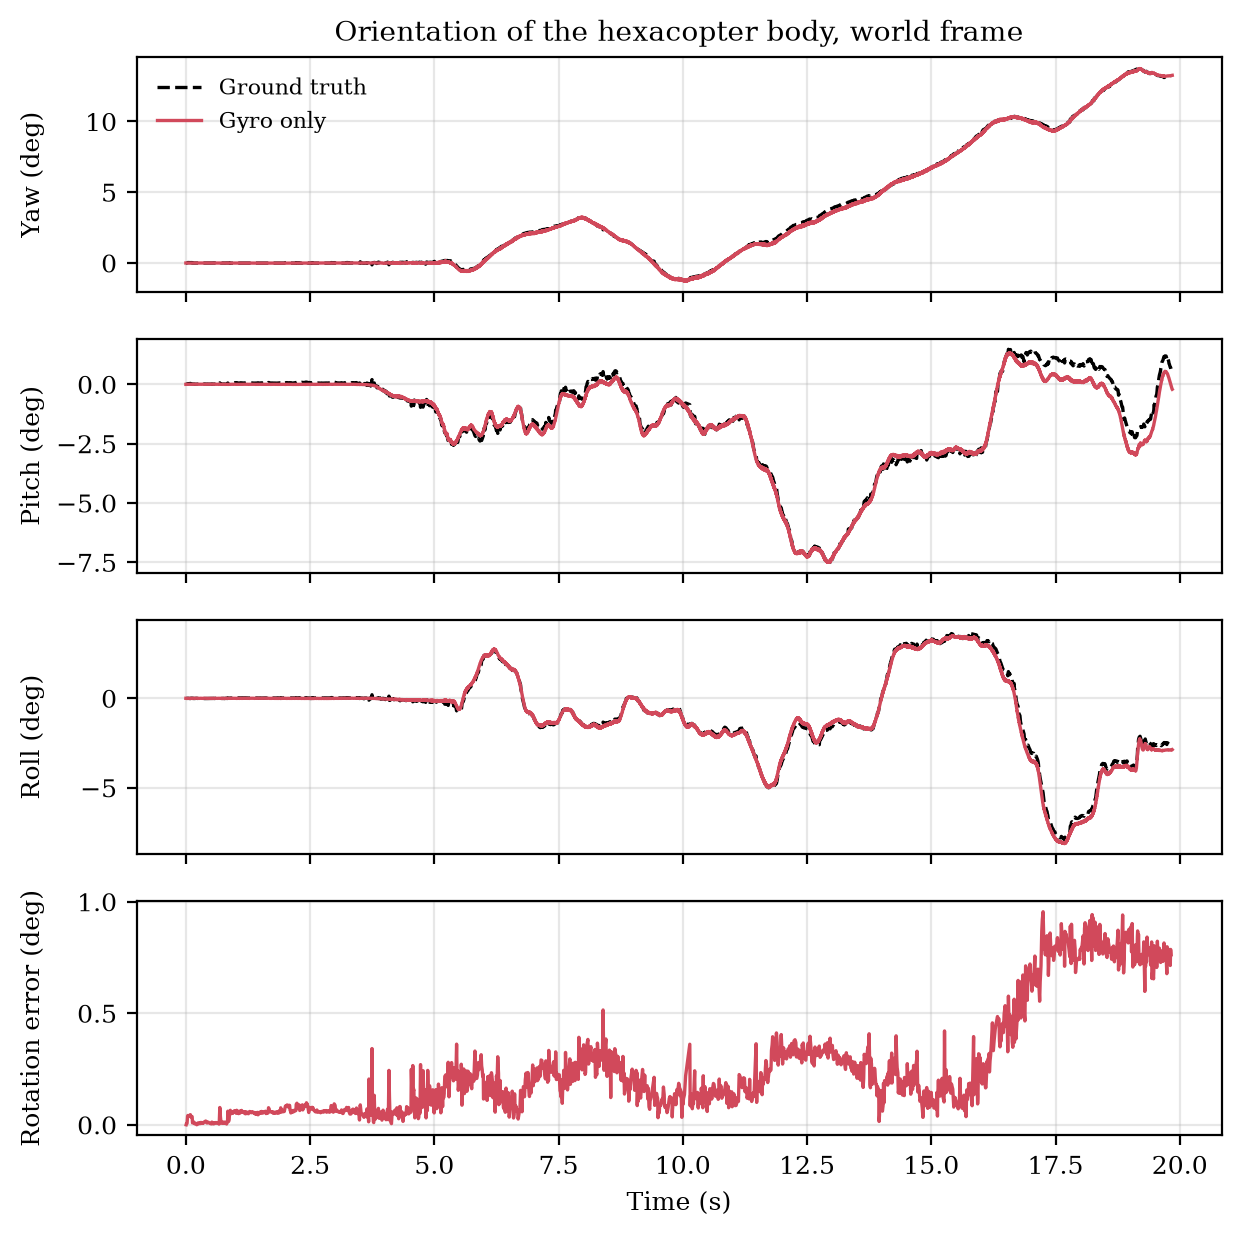 Orientation of the hexacopter body, world frame
Ground truth
Gyro only
Yaw (deg)
10
5
0
Pitch (deg)
0.0
−2.5
−5.0
−7.5
Roll (deg)
0
−5
Rotation error (deg)
1.0
0.5
0.0
0.0 2.5 5.0 7.5 10.0 12.5 15.0 17.5 20.0
Time (s)